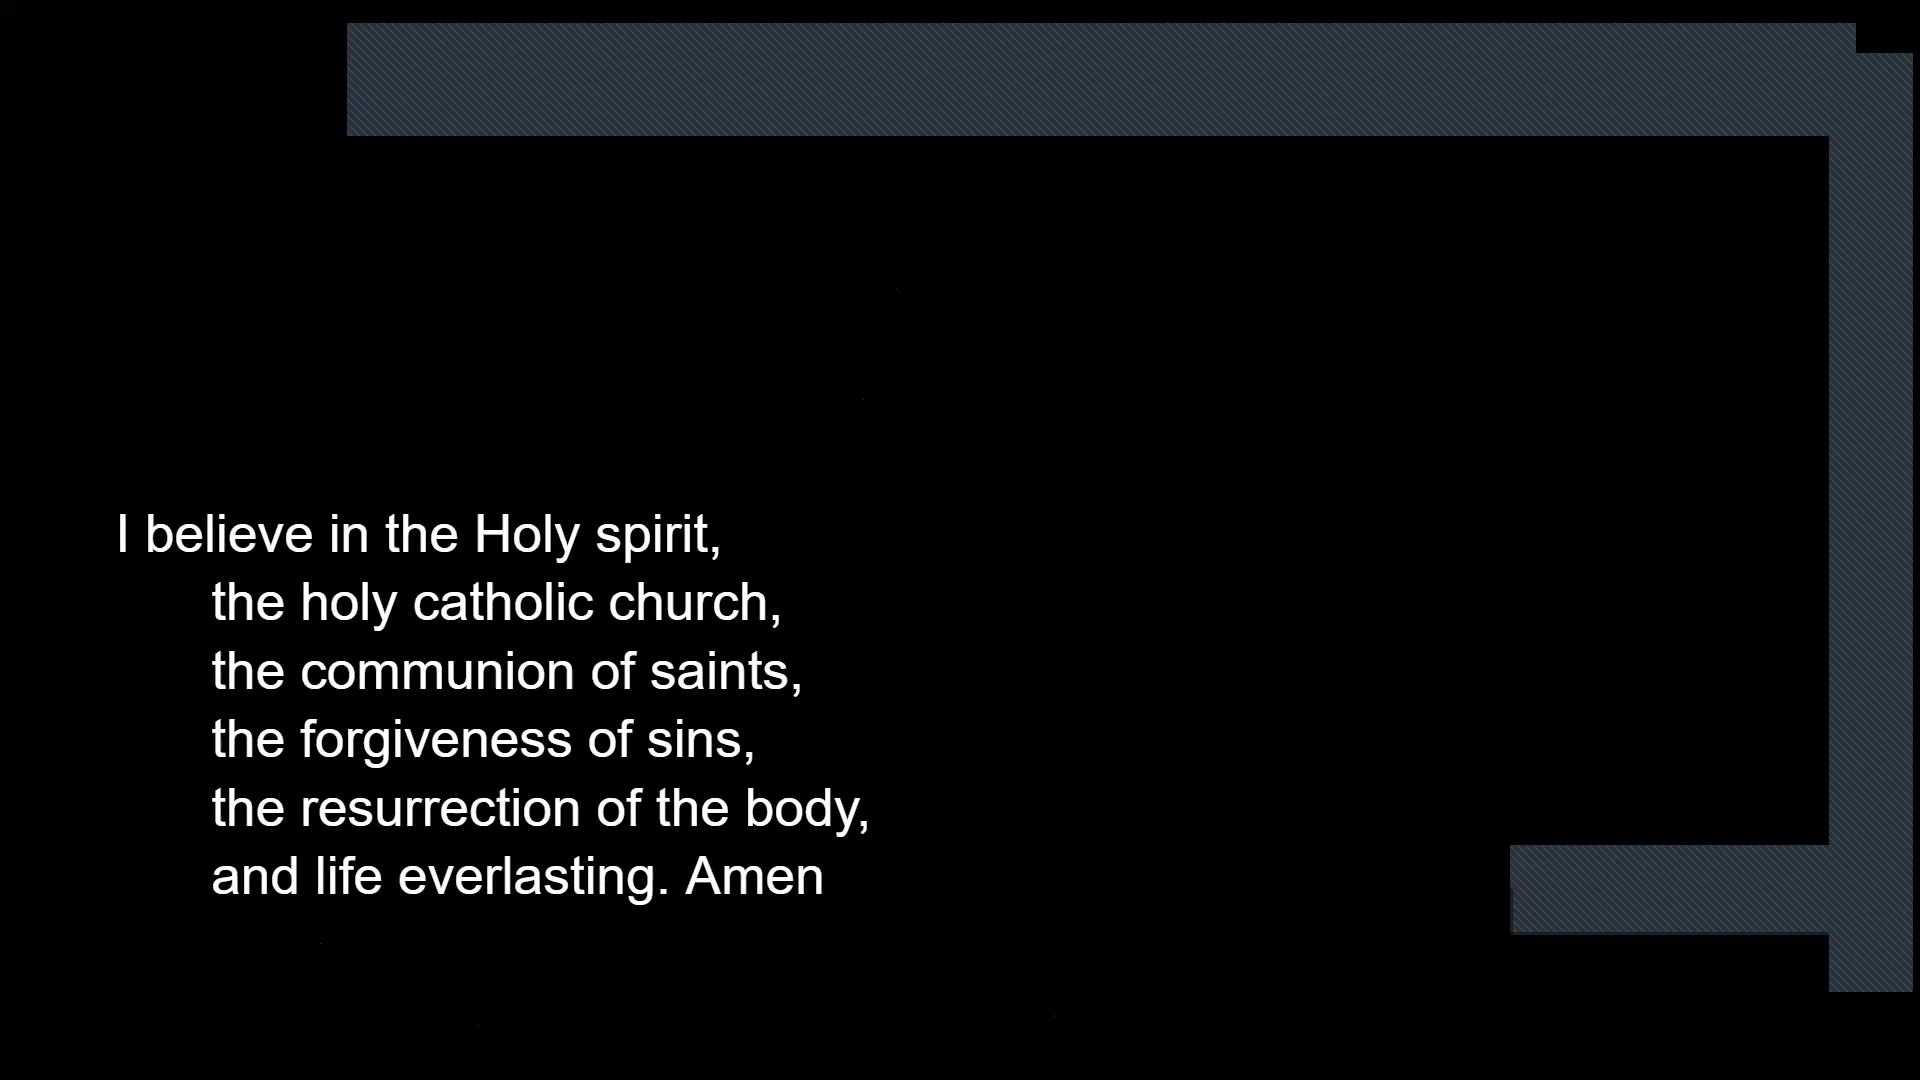 I believe in the Holy spirit,
the holy catholic church,
the communion of saints,
the forgiveness of sins,
the resurrection of the body,
and life everlasting. Amen